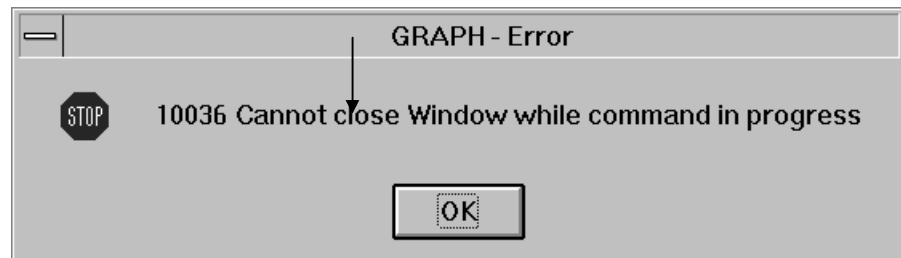 GRAPH - Error
STOP
10036 Cannot close Window while command in progress
OK